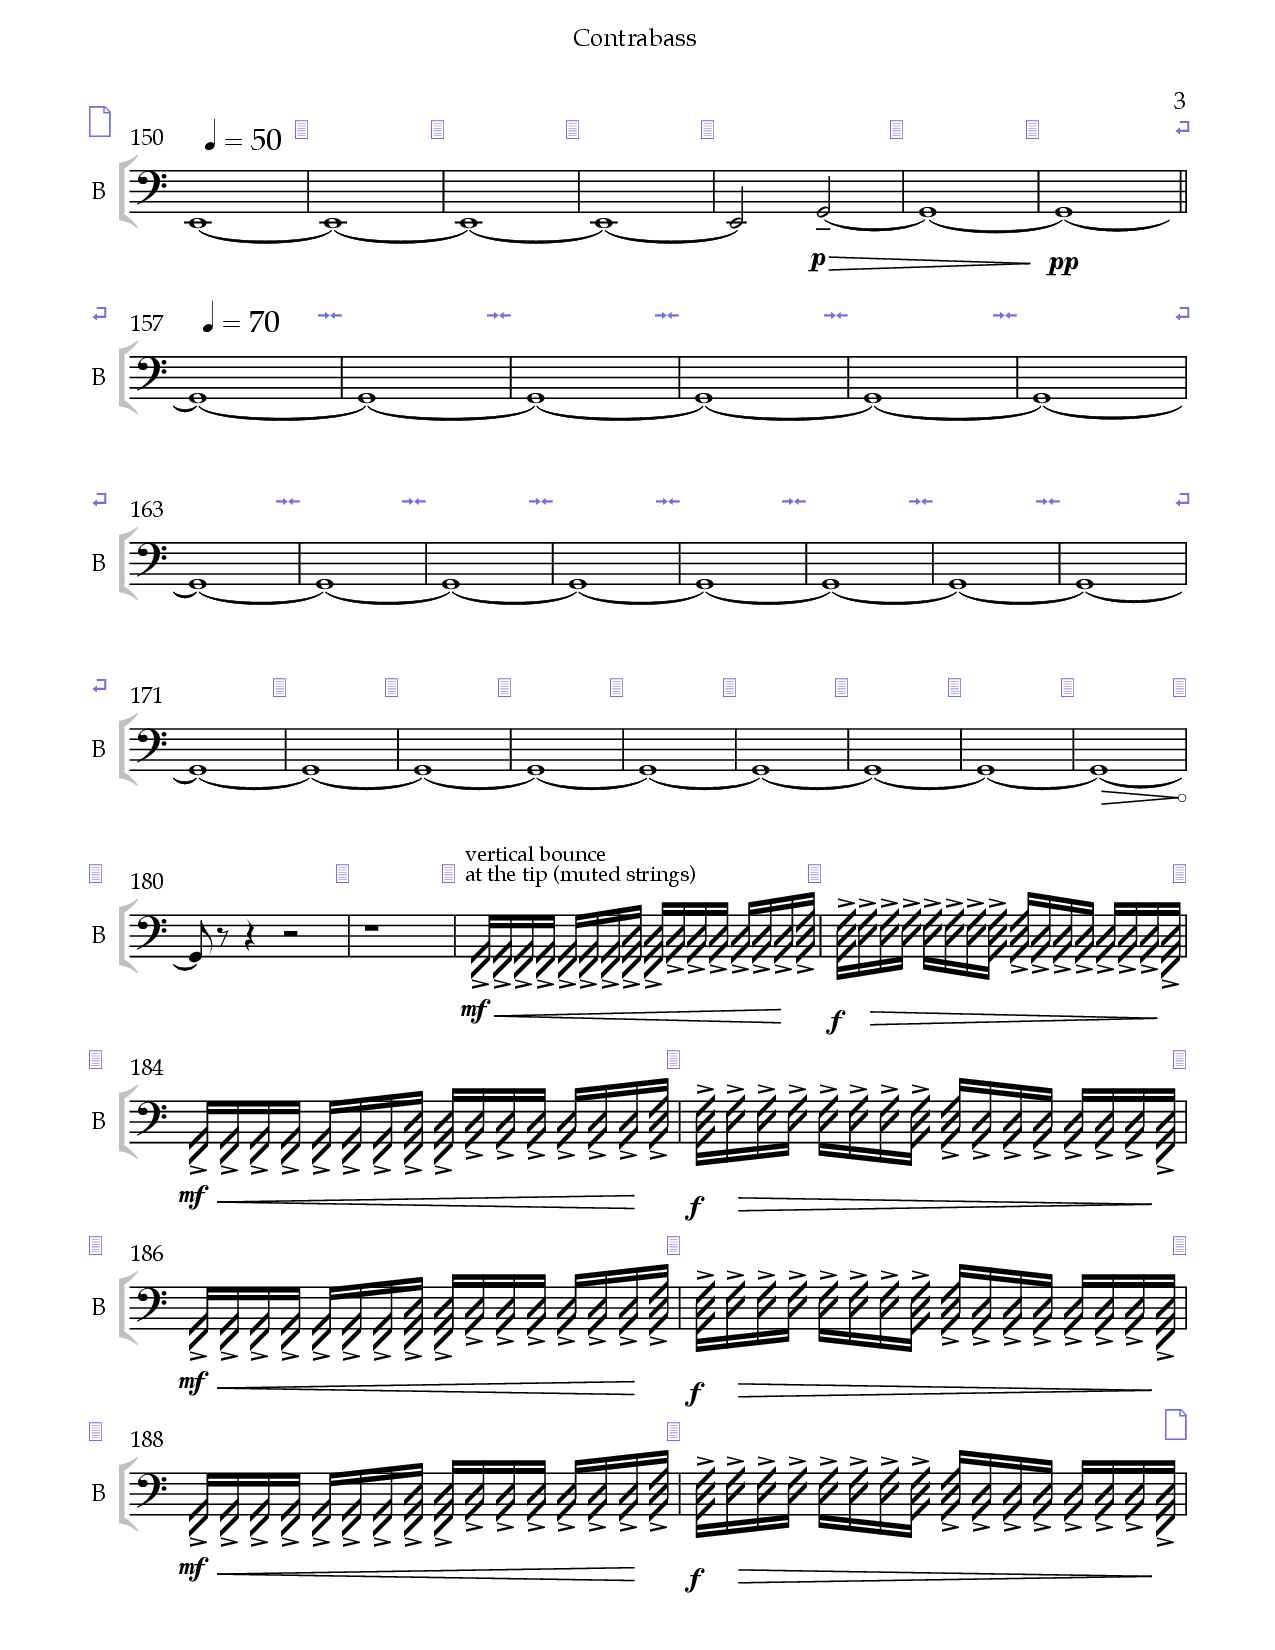 Contrabass
3
150 ♩ = 50
B
p pp
157 ♩ = 70
B
163
B
171
B
vertical bounce
180 at the tip (muted strings)
B
mf f
184
B
mf f
186
B
mf f
188
B
mf f